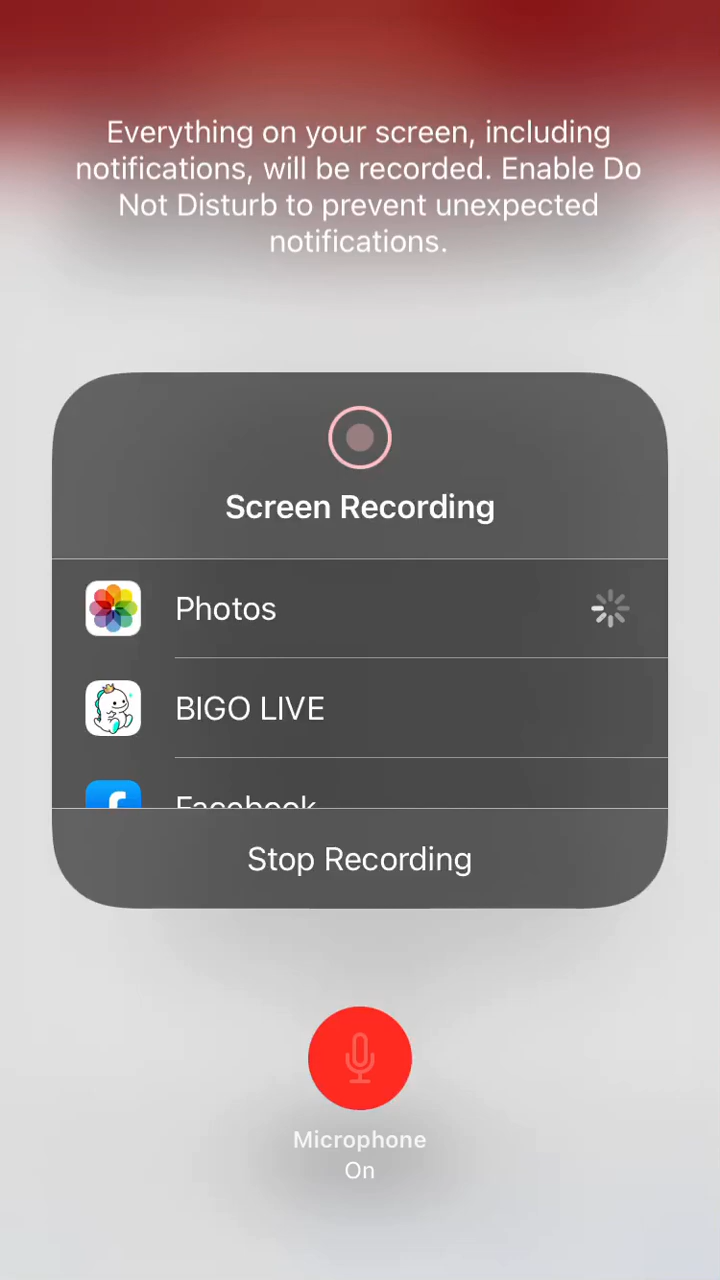 Everything on your screen, including
notifications, will be recorded. Enable Do
Not Disturb to prevent unexpected
notifications.
Screen Recording
Photos
BIGO LIVE
Facebook
Stop Recording
Microphone
On